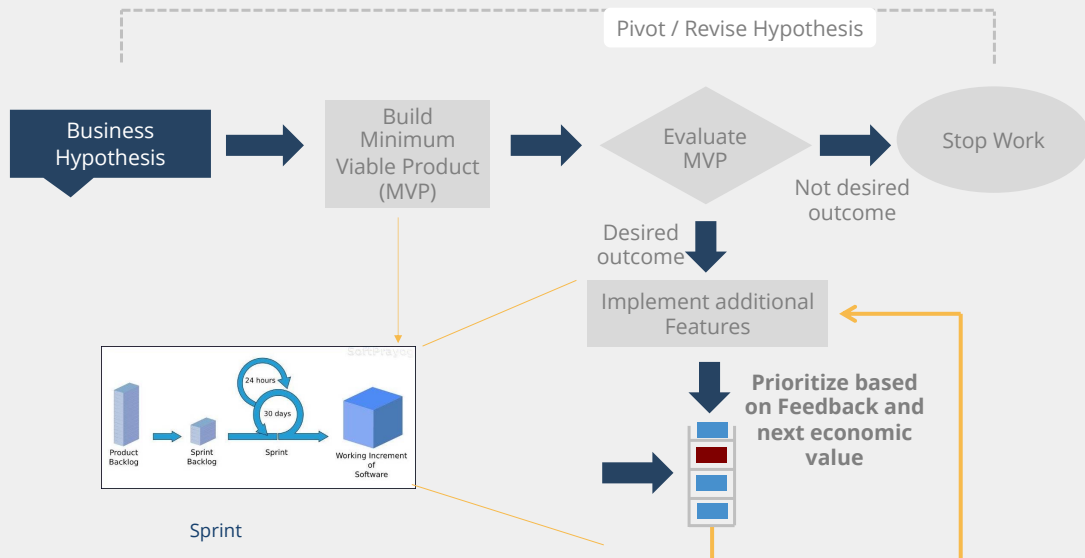 Pivot / Revise Hypothesis
Business
Hypothesis
Build
Minimum
Viable Product
(MVP)
Evaluate
MVP
Stop Work
Not desired
outcome
Desired
outcome
Implement additional
Features
Prioritize based
on Feedback and
next economic
value
24 hours
30 days
Product
Backlog
Sprint
Backlog
Sprint
Working Increment
of
Software
Sprint